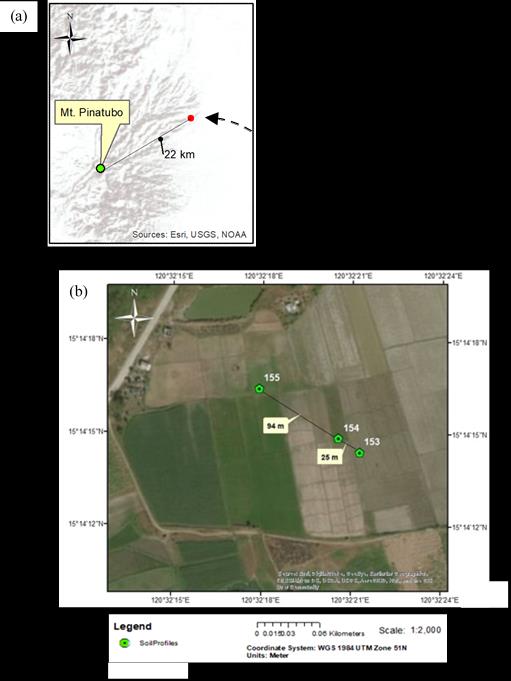 (a)
N
Mt. Pinatubo
22 km
Sources: Esri, USGS, NOAA
(b)
120°32'15"E 120°32'18"E 120°32'21"E 120°32'24"E
N
15°14'18"N 15°14'18"N
155
94 m
154
15°14'15"N 15°14'15"N
153
25 m
15°14'12"N 15°14'12"N
120°32'15"E 120°32'18"E 120°32'21"E 120°32'24"E
Legend
SoilProfiles
0 0.0150.03 0.06 Kilometers
Scale: 1:2,000
Coordinate System: WGS 1984 UTM Zone 51N
Units: Meter